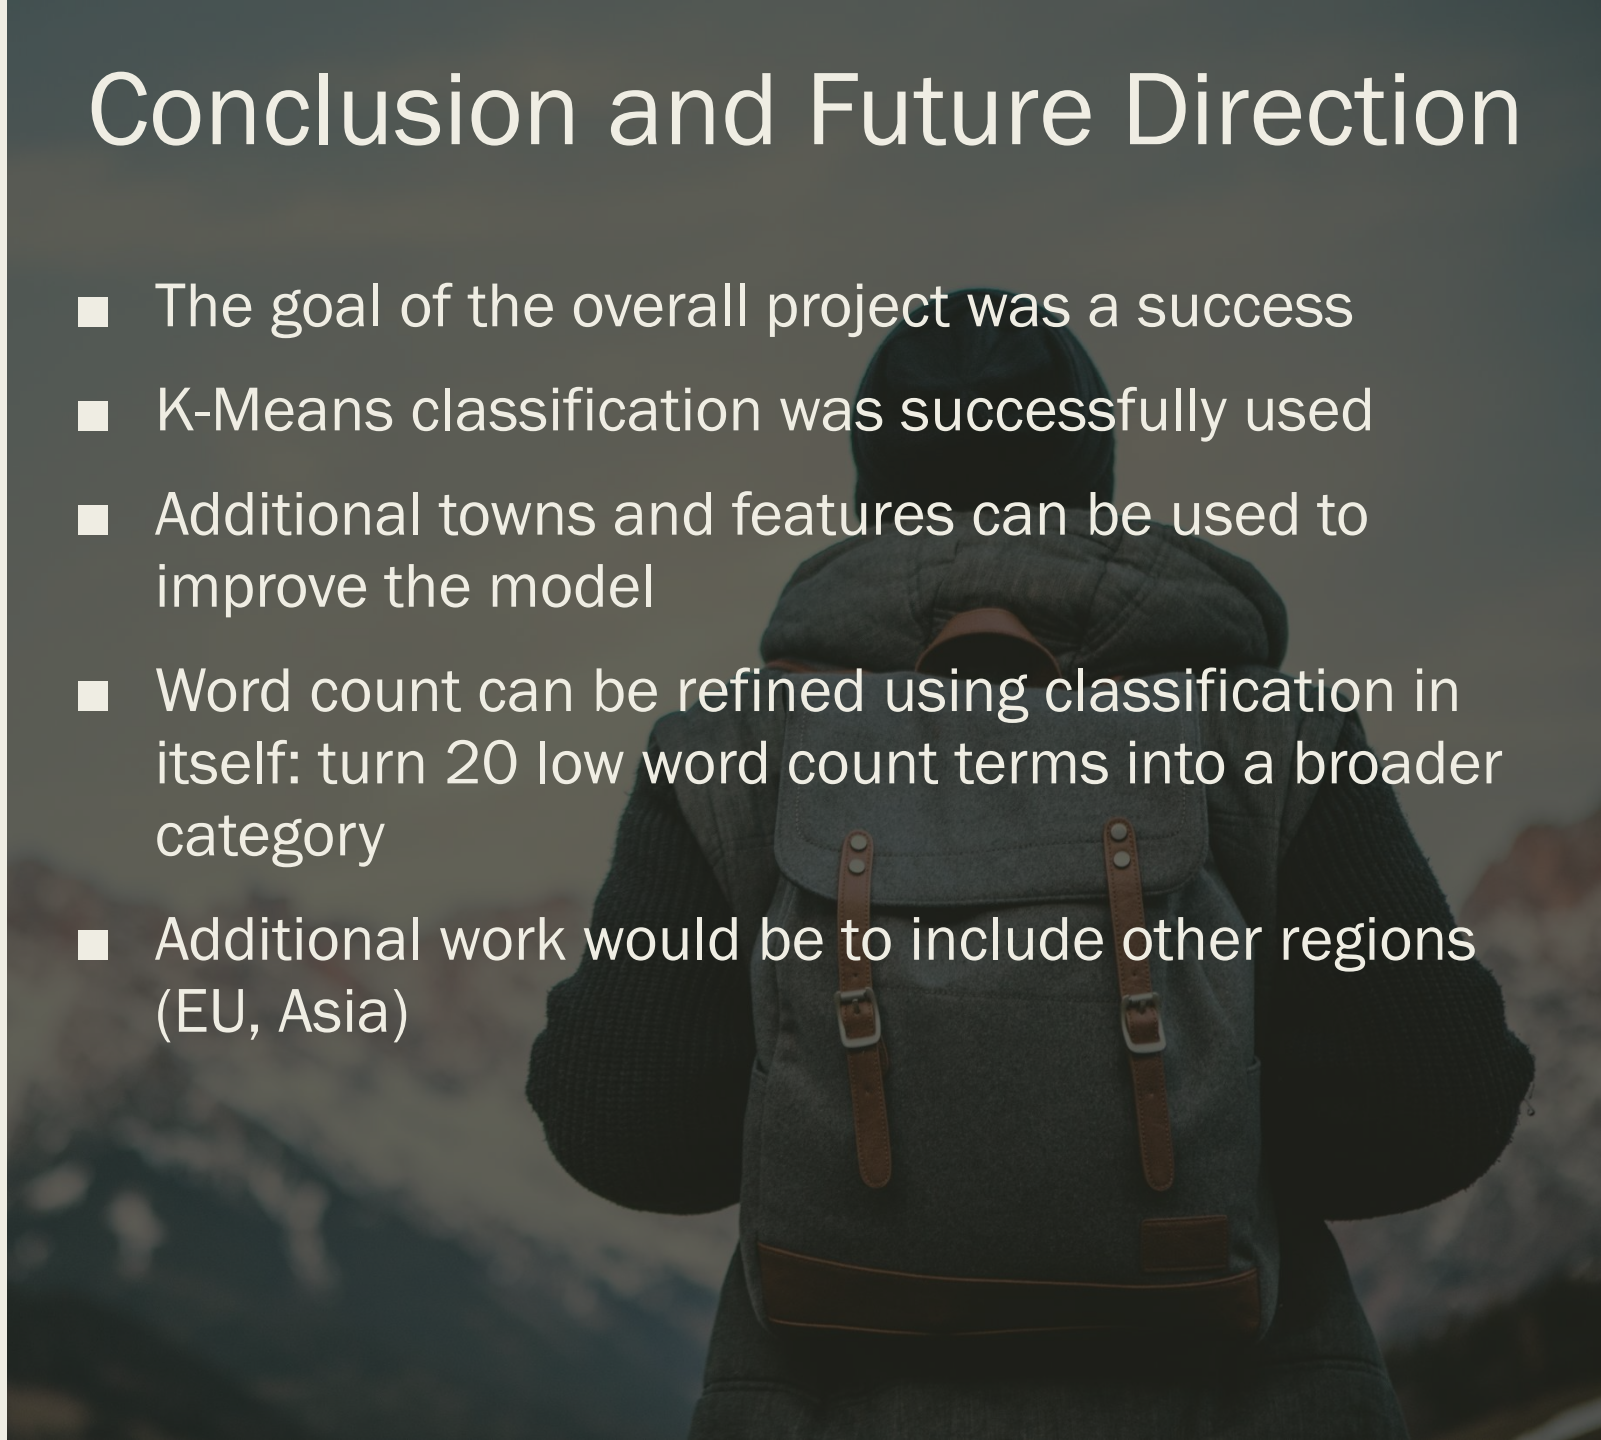 Conclusion and Future Direction
■ The goal of the overall project was a success
■ K-Means classification was successfully used
■ Additional towns and features can be used to
improve the model
■ Word count can be refined using classification in
itself: turn 20 low word count terms into a broader
category
■ Additional work would be to include other regions
(EU, Asia)